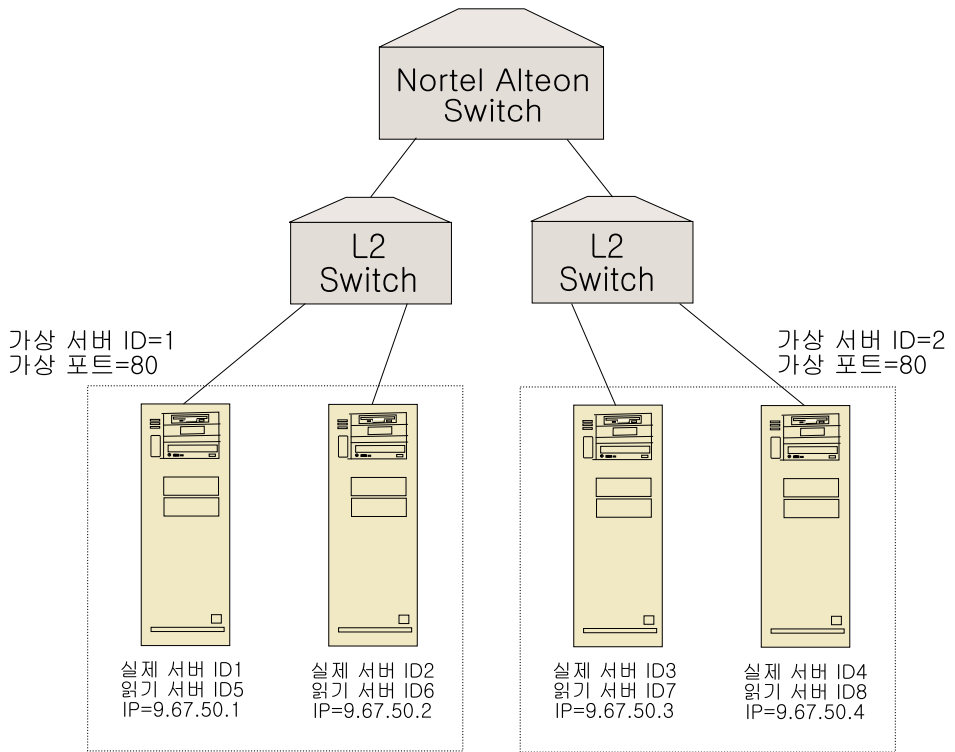 Nortel Alteon
Switch
L2
Switch
L2
Switch
가상 서버 ID=1
가상 포트=80
가상 서버 ID=2
가상 포트=80
실제 서버 ID1
읽기 서버 ID5
IP=9.67.50.1
실제 서버 ID2
읽기 서버 ID6
IP=9.67.50.2
실제 서버 ID3
읽기 서버 ID7
IP=9.67.50.3
실제 서버 ID4
읽기 서버 ID8
IP=9.67.50.4